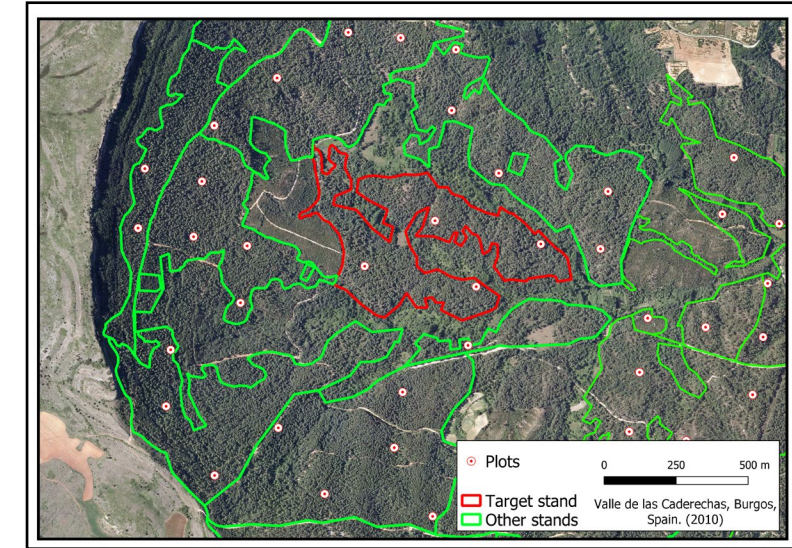 Plots
0 250 500 m
Target stand
Other stands
Valle de las Caderechas, Burgos,
Spain. (2010)